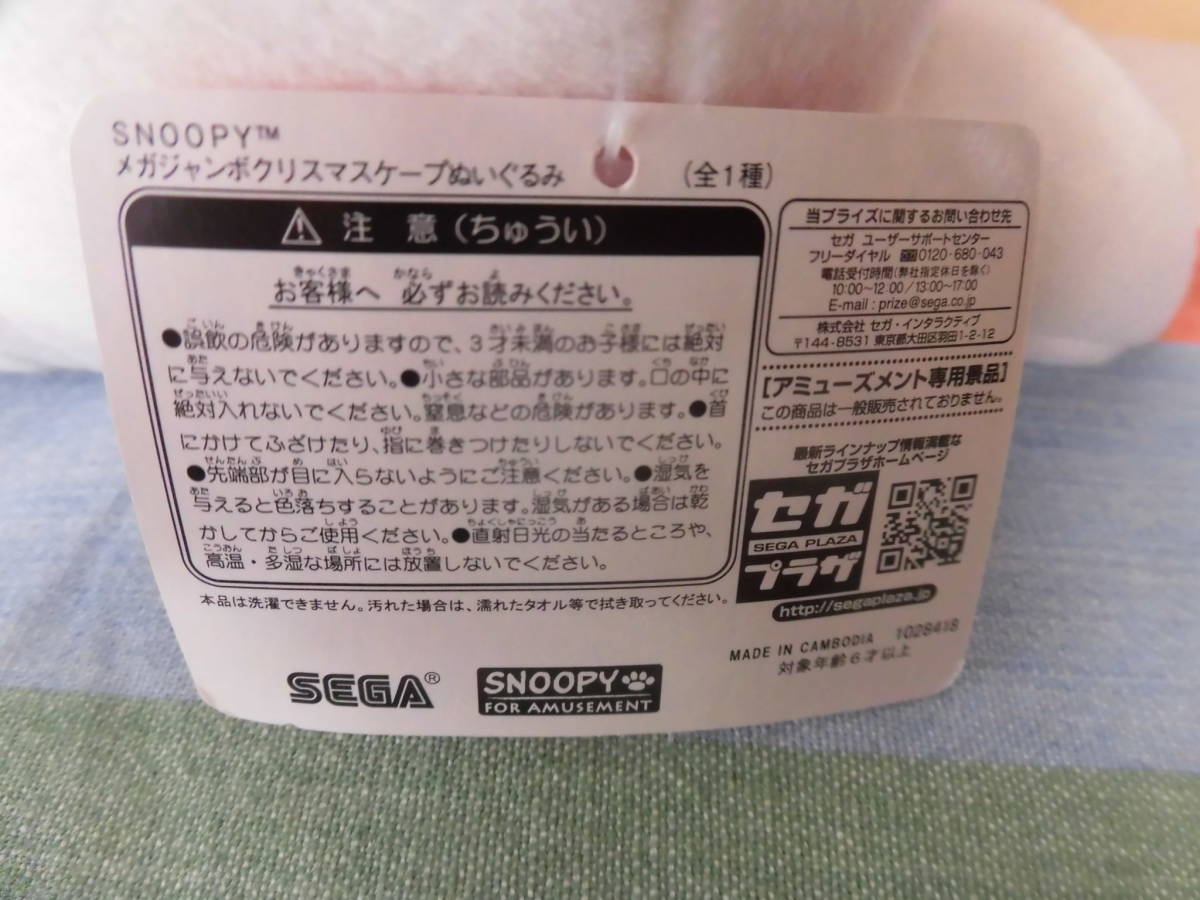 SNOOPY™
メガジャンボクリスマスケープぬいぐるみ (全1種)
⚠ 注 意 (ちゅうい)
お客様へ 必ずお読みください。
●誤飲の危険がありますので、3才未満のお子様には絶対
に与えないでください。●小さな部品があります。口の中に
絶対入れないでください。窒息などの危険があります。●首
にかけてふざけたり、指に巻きつけたりしないでください。
●先端部が目に入らないようにご注意ください。●湿気を
与えると色落ちすることがあります。湿気がある場合は乾
かしてからご使用ください。●直射日光の当たるところや、
高温・多湿な場所には放置しないでください。
本品は洗濯できません。汚れた場合は、濡れたタオル等で拭き取ってください。
SEGA®
SNOOPY
FOR AMUSEMENT
当プライズに関するお問い合わせ先
セガ ユーザーサポートセンター
フリーダイヤル 0120-680-043
電話受付時間(弊社指定休日を除く)
10:00~12:00/13:00~17:00
E-mail : prize@sega.co.jp
株式会社 セガ・インタラクティブ
〒144-8531 東京都大田区羽田1-2-12
【アミューズメント専用景品】
この商品は一般販売されておりません。
最新ラインナップ情報満載な
セガプラザホームページ
セガ
SEGA PLAZA
プラザ
http://segaplaza.jp
MADE IN CAMBODIA 1028418
対象年齢6才以上